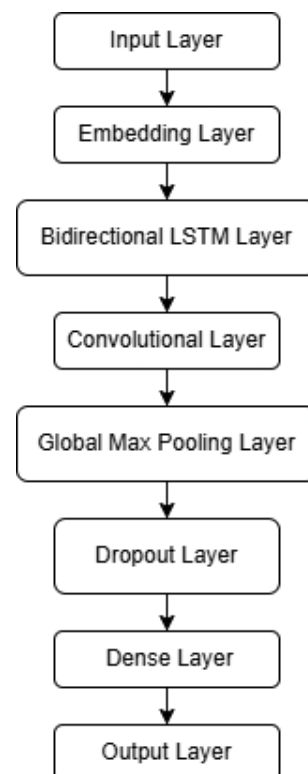 Input Layer
Embedding Layer
Bidirectional LSTM Layer
Convolutional Layer
Global Max Pooling Layer
Dropout Layer
Dense Layer
Output Layer